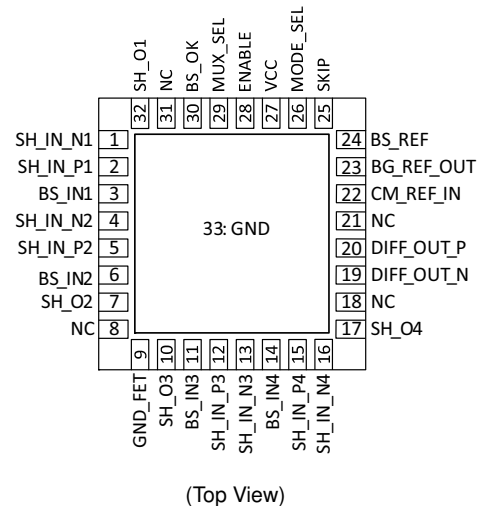 SH_O1
NC
BS_OK
MUX_SEL
ENABLE
VCC
MODE_SEL
SKIP
32
31
30
29
28
27
26
25
SH_IN_N1 1
SH_IN_P1 2
BS_IN1 3
SH_IN_N2 4
SH_IN_P2 5
BS_IN2 6
SH_O2 7
NC 8
33: GND
24 BS_REF
23 BG_REF_OUT
22 CM_REF_IN
21 NC
20 DIFF_OUT_P
19 DIFF_OUT_N
18 NC
17 SH_O4
9
10
11
12
13
14
15
16
GND_FET
SH_O3
BS_IN3
SH_IN_P3
SH_IN_N3
BS_IN4
SH_IN_P4
SH_IN_N4
(Top View)